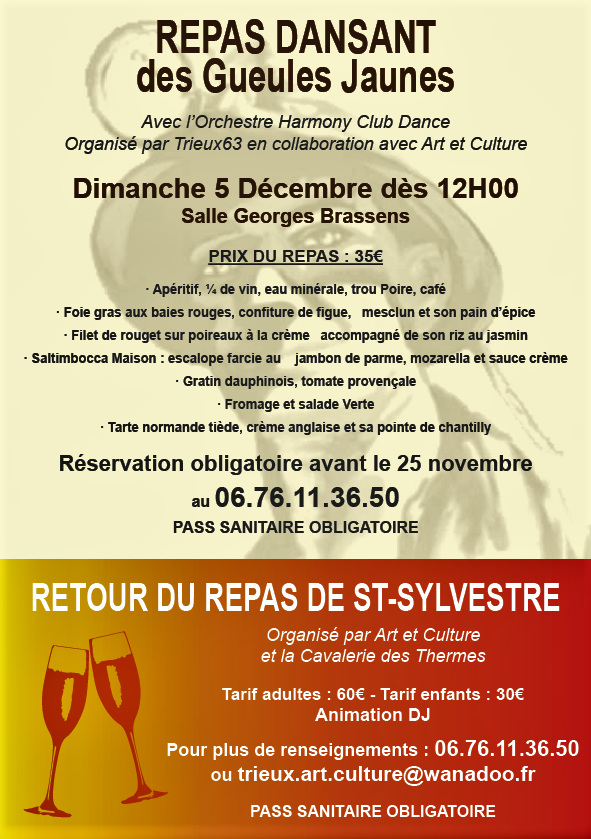 REPAS DANSANT
des Gueules Jaunes
Avec l'Orchestre Harmony Club Dance
Organisé par Trieux63 en collaboration avec Art et Culture
Dimanche 5 Décembre dès 12H00
Salle Georges Brassens
PRIX DU REPAS : 35€
· Apéritif, ¼ de vin, eau minérale, trou Poire, café
· Foie gras aux baies rouges, confiture de figue, mesclun et son pain d'épice
· Filet de rouget sur poireaux à la crème accompagné de son riz au jasmin
· Saltimbocca Maison : escalope farcie au jambon de parme, mozarella et sauce crème
· Gratin dauphinois, tomate provençale
· Fromage et salade Verte
· Tarte normande tiède, crème anglaise et sa pointe de chantilly
Réservation obligatoire avant le 25 novembre
au 06.76.11.36.50
PASS SANITAIRE OBLIGATOIRE
RETOUR DU REPAS DE ST-SYLVESTRE
Organisé par Art et Culture
et la Cavalerie des Thermes
Tarif adultes : 60€ - Tarif enfants : 30€
Animation DJ
Pour plus de renseignements : 06.76.11.36.50
ou trieux.art.culture@wanadoo.fr
PASS SANITAIRE OBLIGATOIRE